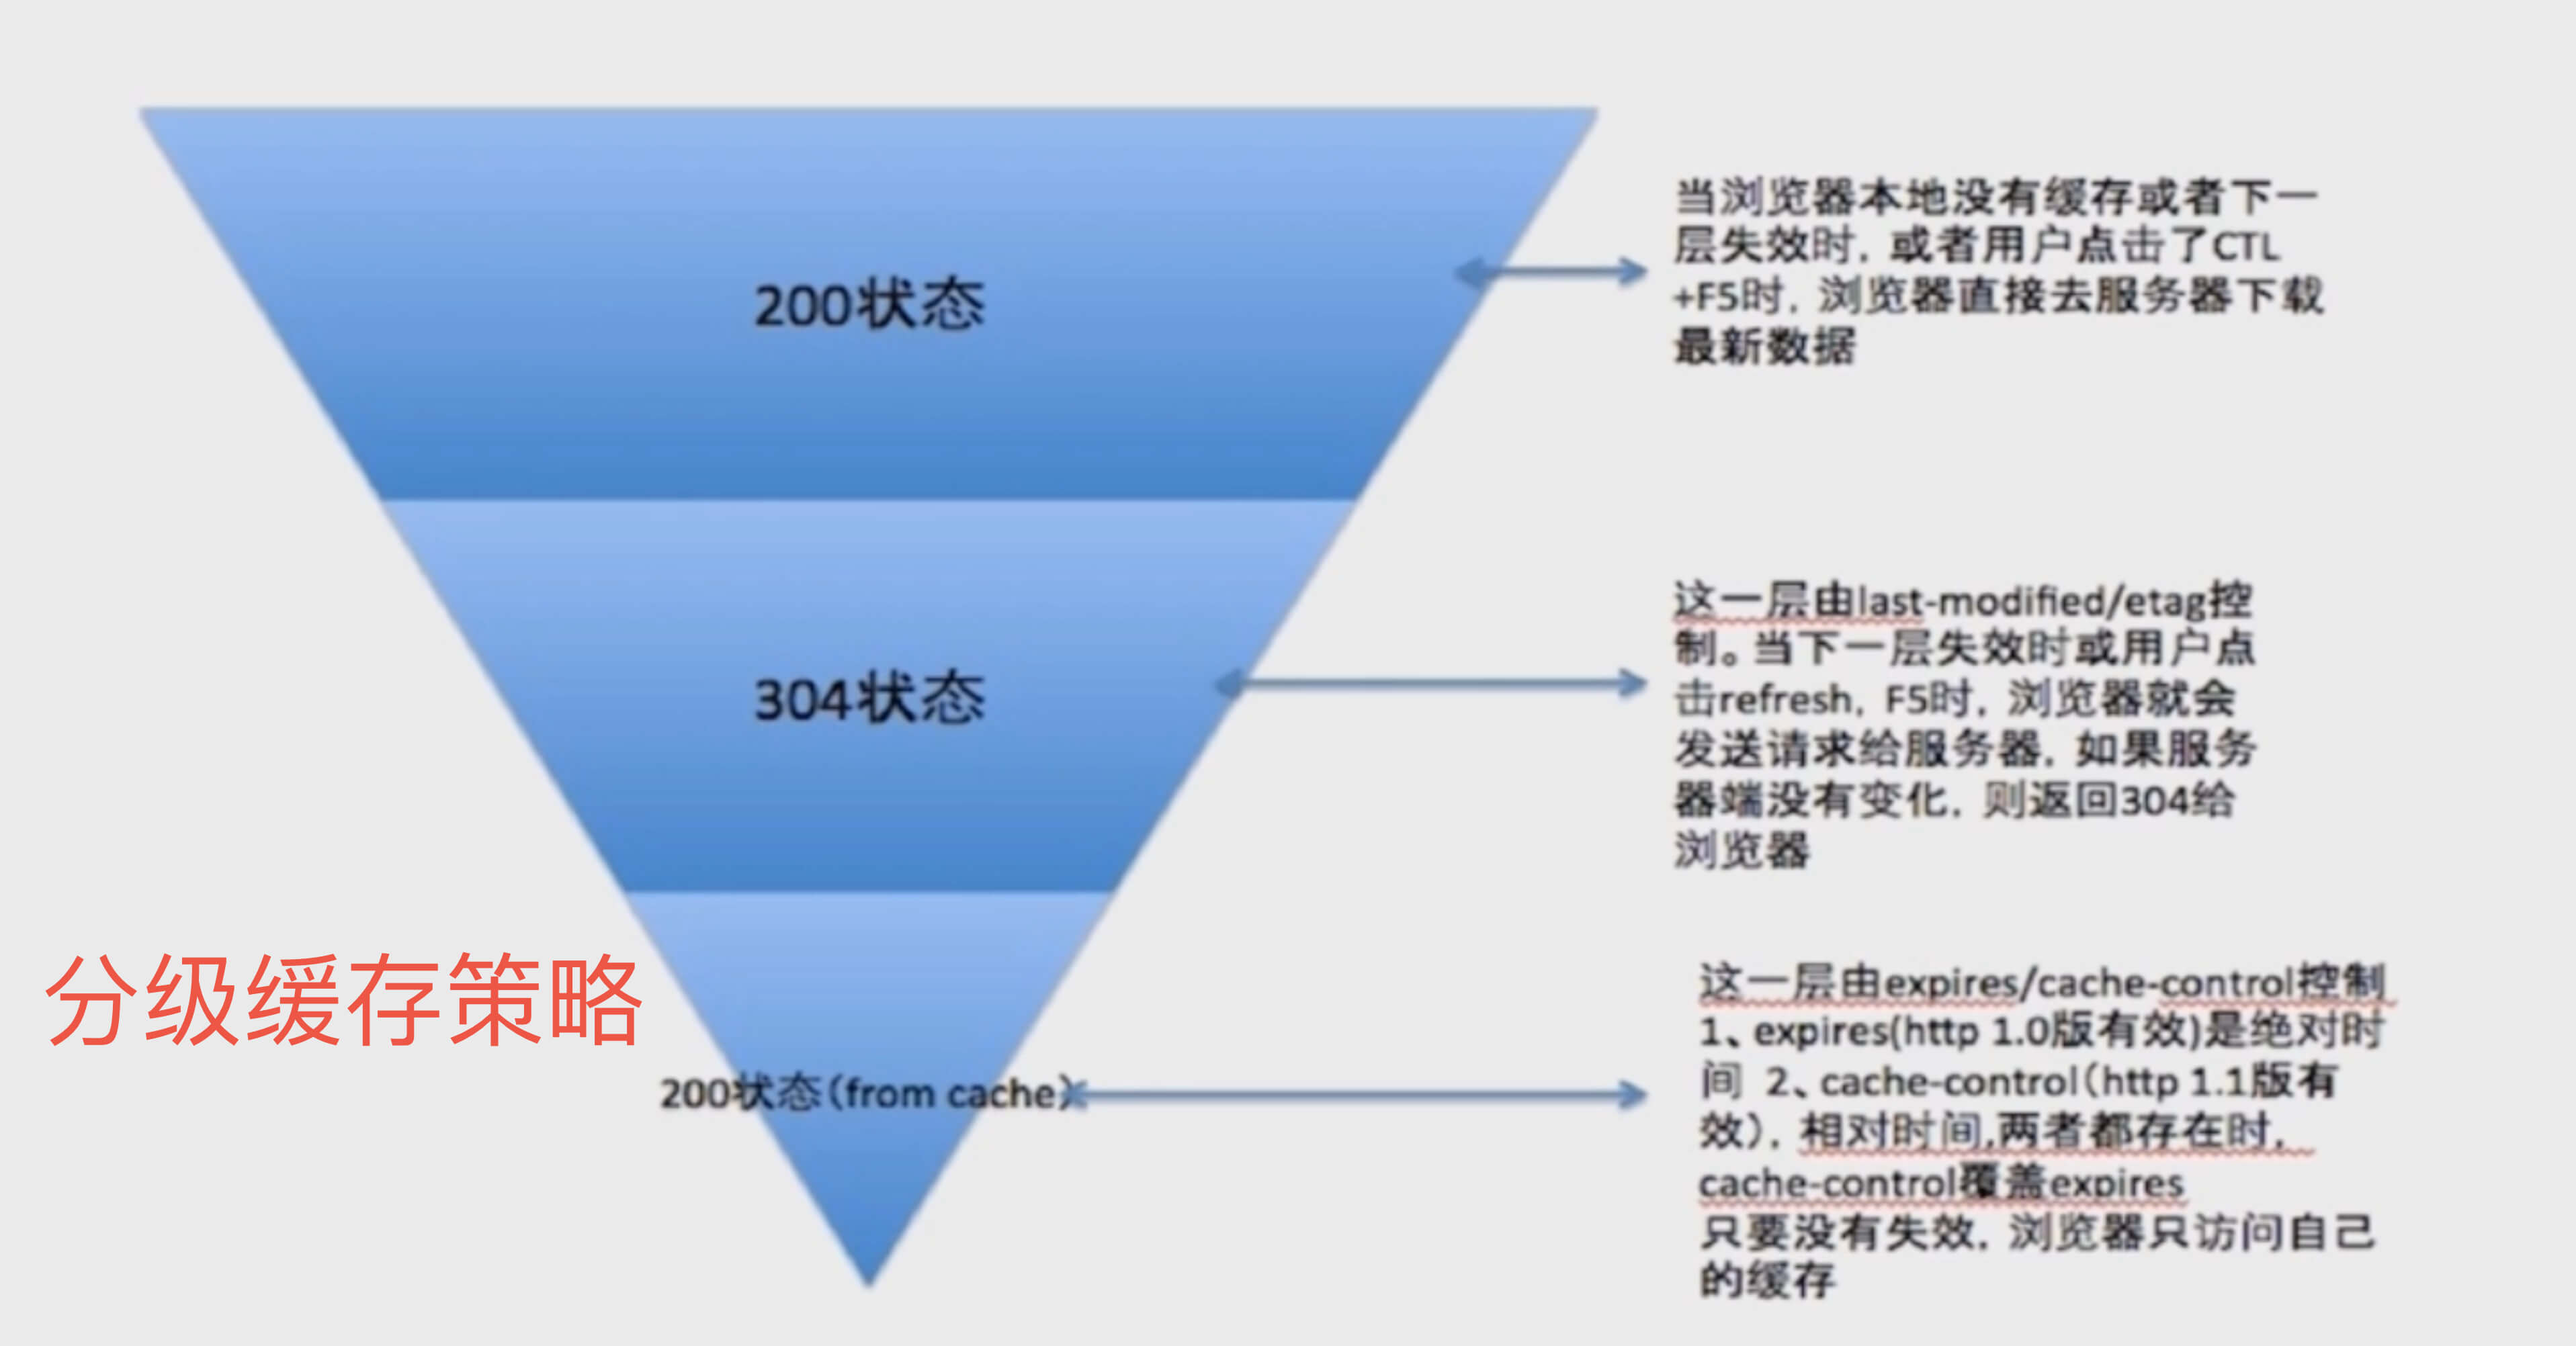 200状态
当浏览器本地没有缓存或者下一
层失效时,或者用户点击了CTL
+F5时,浏览器直接去服务器下载
最新数据
304状态
这一层由last-modified/etag控
制。当下一层失效时或用户点
击refresh,F5时,浏览器就会
发送请求给服务器,如果服务
器端没有变化,则返回304给
浏览器
分级缓存策略
200状态(from cache)
这一层由expires/cache-control控制
1、expires(http 1.0版有效)是绝对时
间 2、cache-control(http 1.1版有
效),相对时间,两者都存在时,
cache-control覆盖expires
只要没有失效,浏览器只访问自己
的缓存